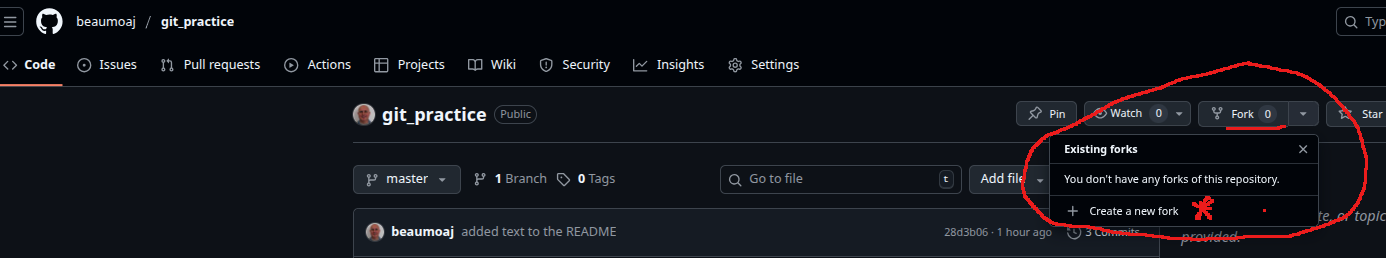 beaumoaj / git_practice
Typ
Code Issues Pull requests Actions Projects Wiki Security Insights Settings
git_practice Public
Pin Watch 0 Fork 0 Star
Existing forks
You don't have any forks of this repository.
Create a new fork
master 1 Branch 0 Tags Go to file t Add file
te, or topic
provided.
beaumoaj added text to the README 28d3b06 · 1 hour ago 3 Commits